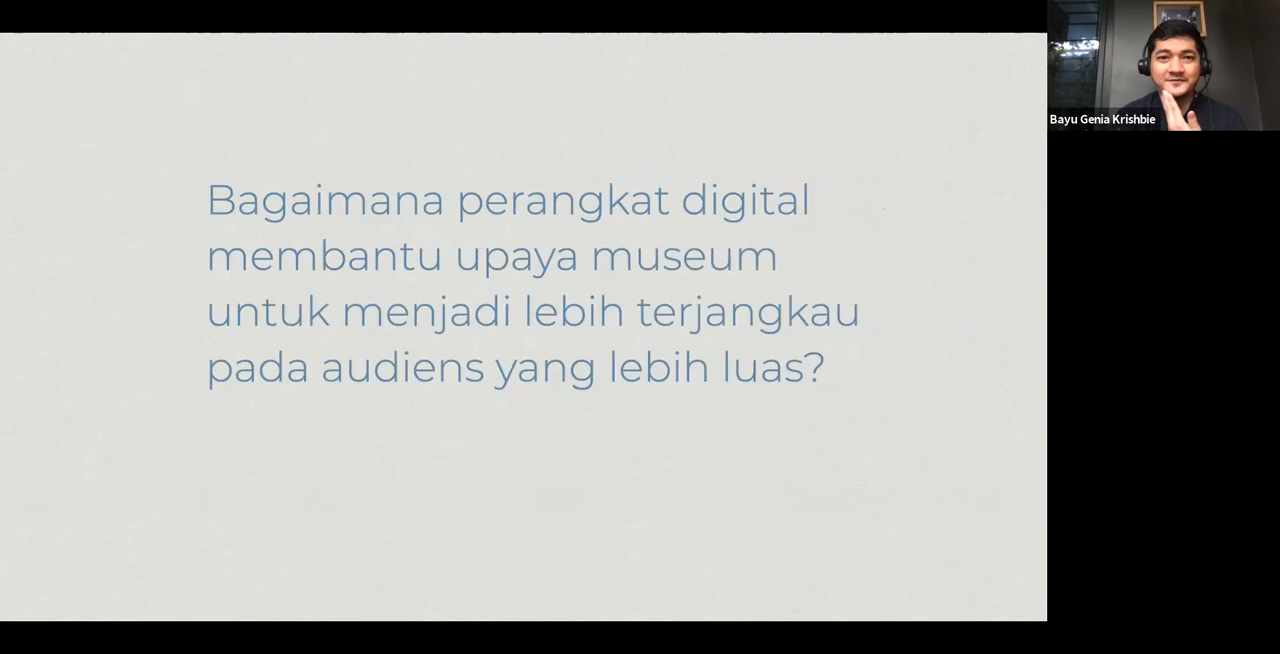 Bagaimana perangkat digital
membantu upaya museum
untuk menjadi lebih terjangkau
pada audiens yang lebih luas?
Bayu Genia Krishbie